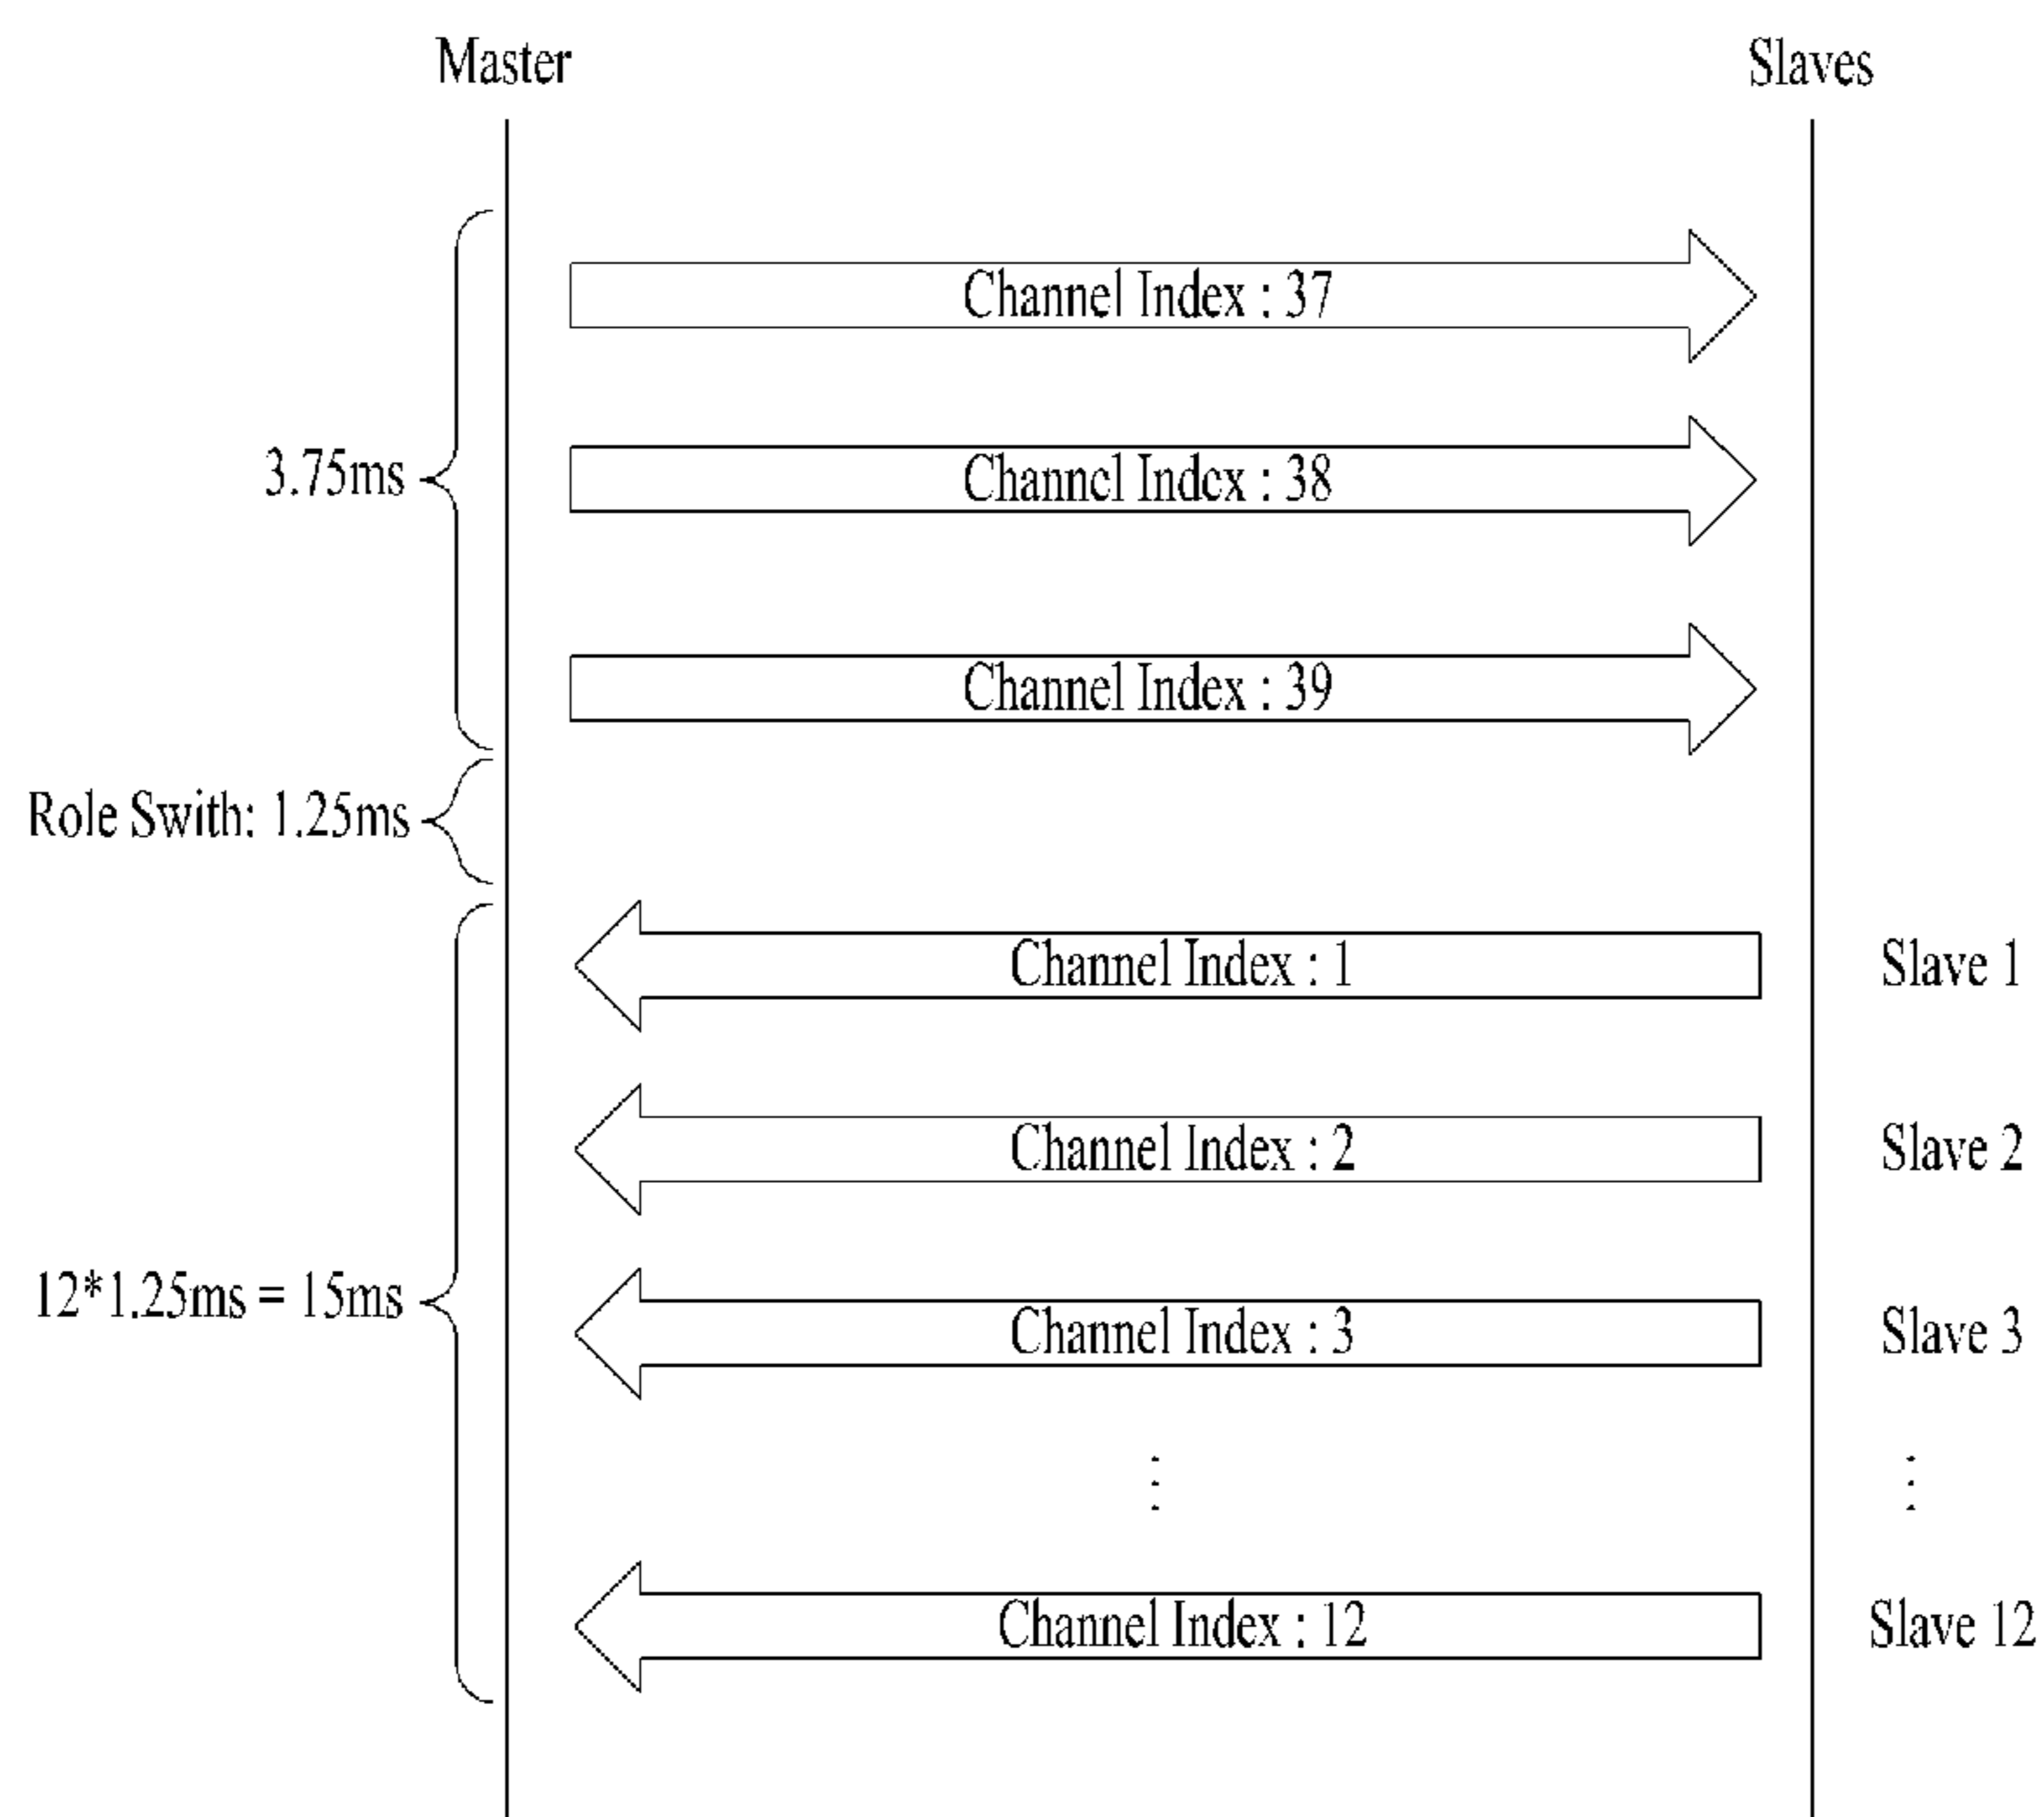 Master
Slaves
Channel Index : 37
3.75ms
Channel Index : 38
Channel Index : 39
Role Swith: 1.25ms
Channel Index : 1
Slave 1
Channel Index : 2
Slave 2
12*1.25ms = 15ms
Channel Index : 3
Slave 3
Channel Index : 12
Slave 12